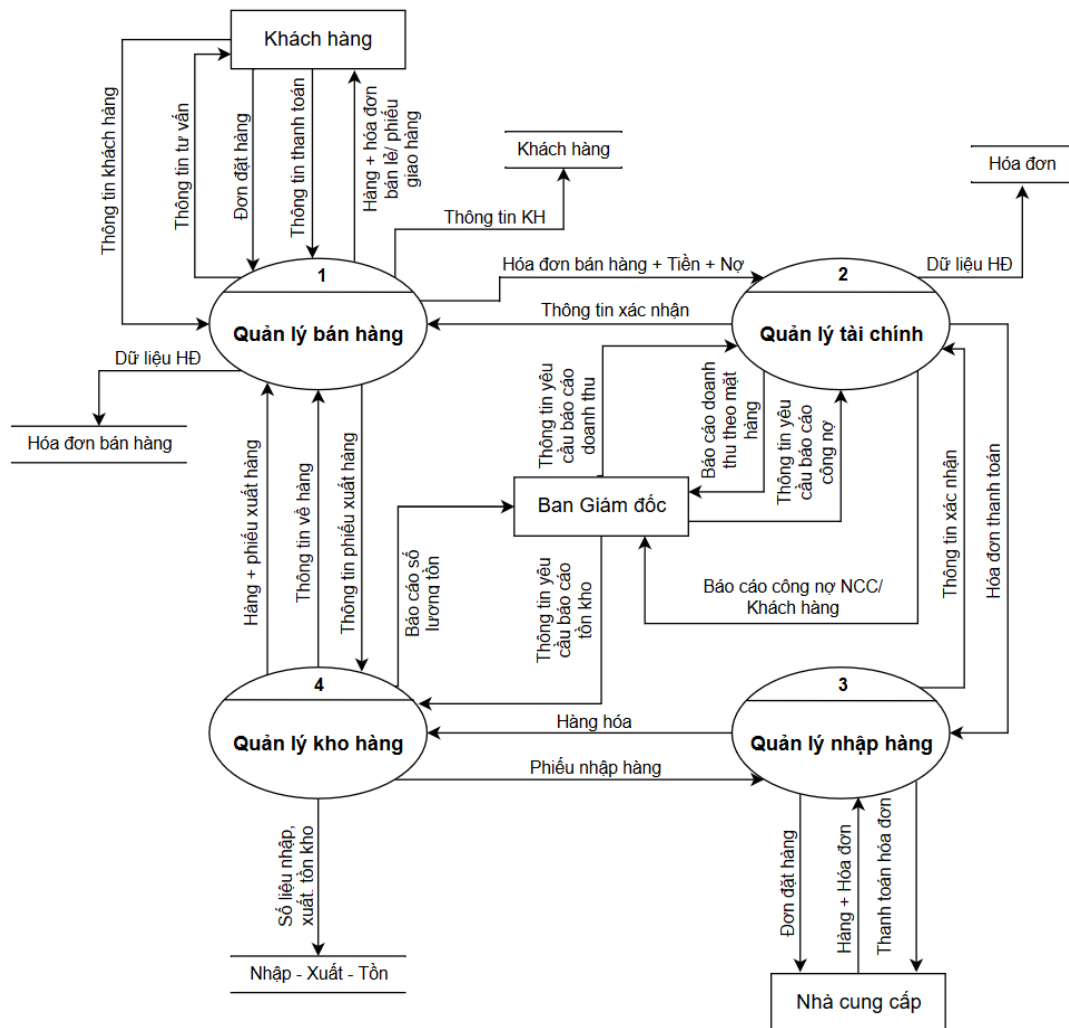 Khách hàng
Thông tin khách hàng
Thông tin tư vấn
Đơn đặt hàng
Thông tin thanh toán
Hàng + hóa đơn
bán lẻ/ phiếu
giao hàng
Khách hàng
Hóa đơn
Thông tin KH
1
Quản lý bán hàng
Hóa đơn bán hàng + Tiền + Nợ
Thông tin xác nhận
2
Quản lý tài chính
Dữ liệu HĐ
Dữ liệu HĐ
Hóa đơn bán hàng
Thông tin yêu
cầu báo cáo
doanh thu
Báo cáo doanh
thu theo mặt
hàng
Thông tin yêu
cầu báo cáo
công nợ
Hàng + phiếu xuất hàng
Thông tin về hàng
Thông tin phiếu xuất hàng
Ban Giám đốc
Báo cáo số
lương tồn
Thông tin yêu
cầu báo cáo
tồn kho
Báo cáo công nợ NCC/
Khách hàng
Thông tin xác nhận
Hóa đơn thanh toán
4
Quản lý kho hàng
Hàng hóa
Phiếu nhập hàng
3
Quản lý nhập hàng
Số liệu nhập,
xuất. tồn kho
Nhập - Xuất - Tồn
Đơn đặt hàng
Hàng + Hóa đơn
Thanh toán hóa đơn
Nhà cung cấp